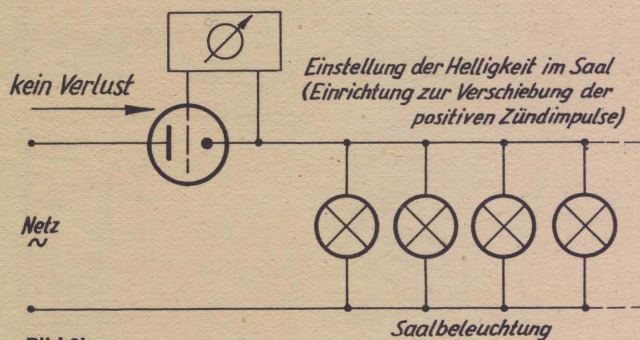 kein Verlust
Einstellung der Helligkeit im Saal
(Einrichtung zur Verschiebung der
positiven Zündimpulse)
Netz
~
Saalbeleuchtung